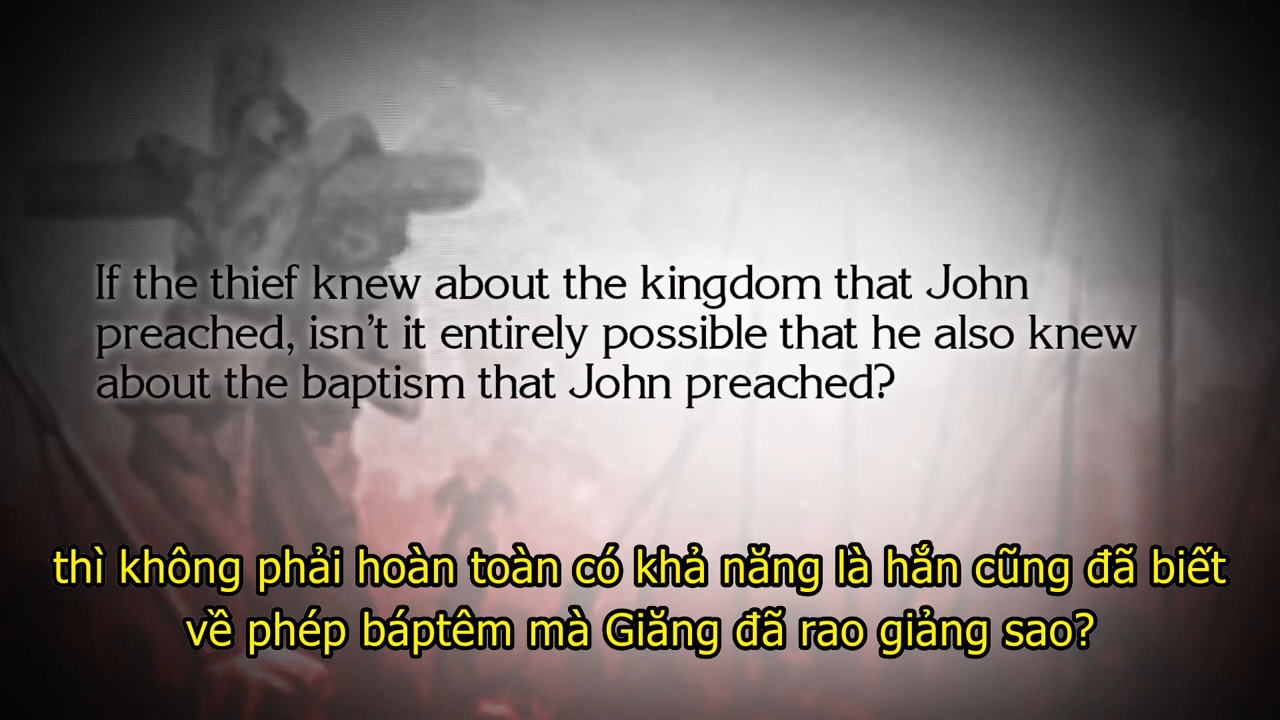 If the thief knew about the kingdom that John
preached, isn't it entirely possible that he also knew
about the baptism that John preached?
thì không phải hoàn toàn có khả năng là hắn cũng đã biết
về phép báptêm mà Giăng đã rao giảng sao?